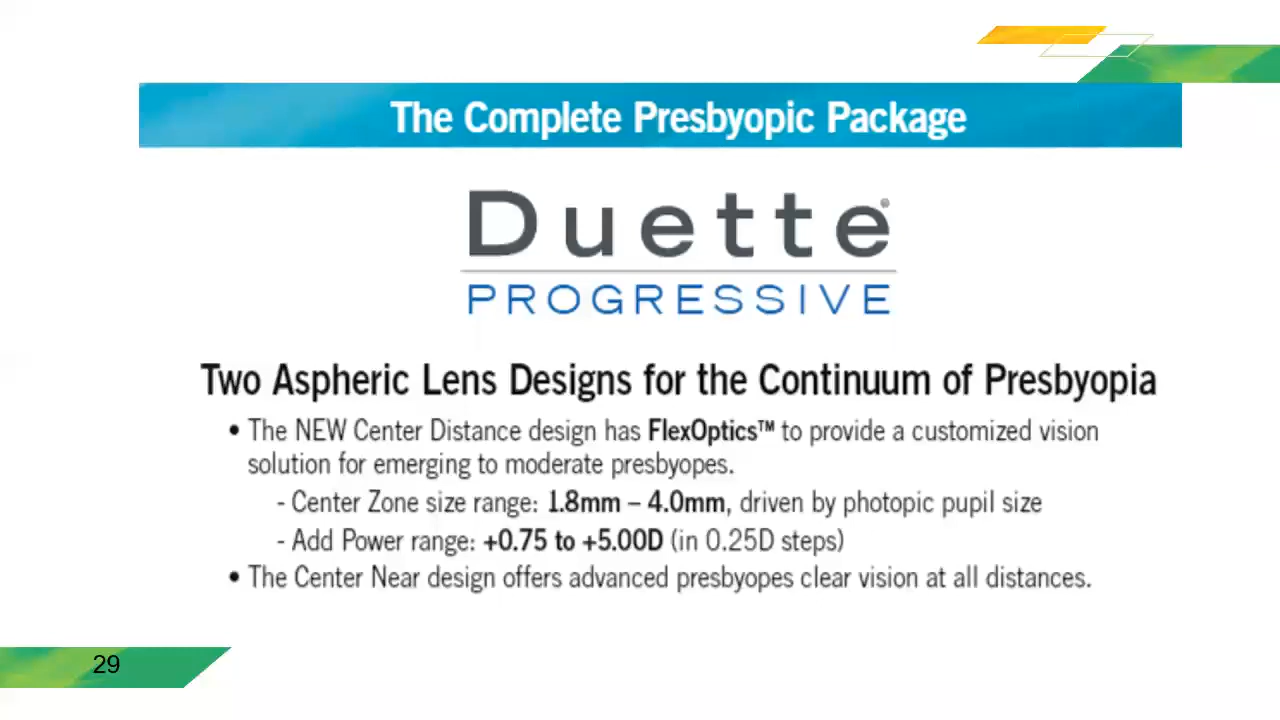 The Complete Presbyopic Package
Duette®
PROGRESSIVE
Two Aspheric Lens Designs for the Continuum of Presbyopia
• The NEW Center Distance design has FlexOptics™ to provide a customized vision
solution for emerging to moderate presbyopes.
- Center Zone size range: 1.8mm – 4.0mm, driven by photopic pupil size
- Add Power range: +0.75 to +5.00D (in 0.25D steps)
• The Center Near design offers advanced presbyopes clear vision at all distances.
29